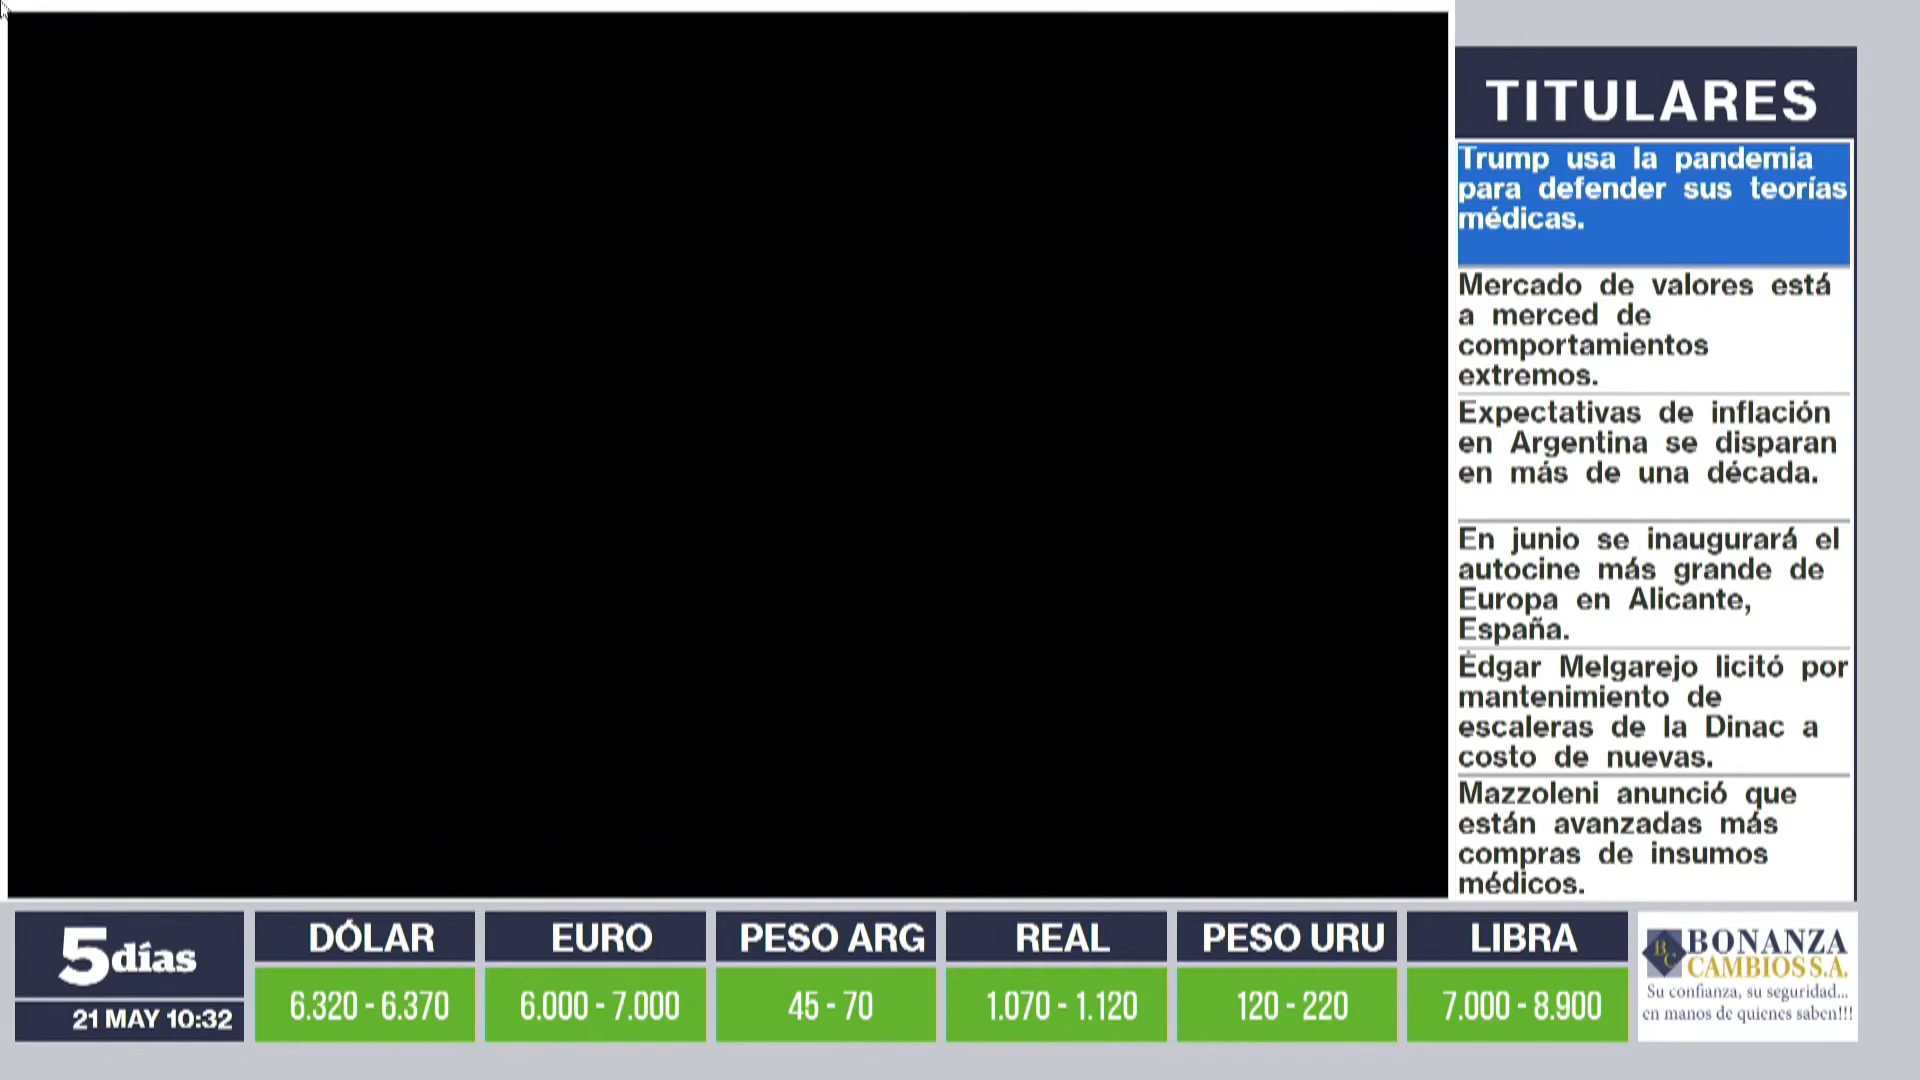 TITULARES
Trump usa la pandemia
para defender sus teorías
médicas.
Mercado de valores está
a merced de
comportamientos
extremos.
Expectativas de inflación
en Argentina se disparan
en más de una década.
En junio se inaugurará el
autocine más grande de
Europa en Alicante,
España.
Édgar Melgarejo licitó por
mantenimiento de
escaleras de la Dinac a
costo de nuevas.
Mazzoleni anunció que
están avanzadas más
compras de insumos
médicos.
5días
21 MAY 10:32
DÓLAR
6.320 - 6.370
EURO
6.000 - 7.000
PESO ARG
45 - 70
REAL
1.070 - 1.120
PESO URU
120 - 220
LIBRA
7.000 - 8.900
BC
BONANZA
CAMBIOS S.A.
Su confianza, su seguridad...
en manos de quienes saben!!!